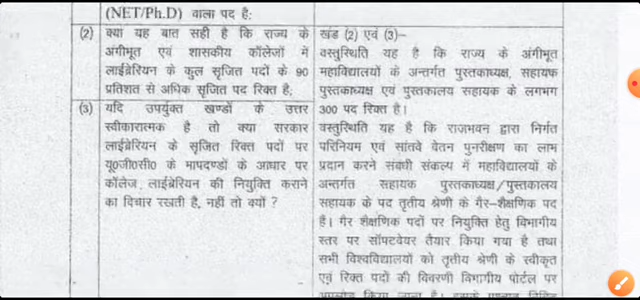 (NET/Ph.D) वाला पद है:
(2) क्या यह बात सही है कि राज्य के
अंगीभूत एवं शासकीय कॉलेजों में
लाईब्रेरियन के कुल सृजित पदों के 90
प्रतिशत से अधिक सृजित पद रिक्त है;
(3) यदि उपर्युक्त खण्डों के उत्तर
स्वीकारात्मक है तो क्या सरकार
लाईब्रेरियन के सृजित रिक्त पदों पर
यू०जी०सी० के मापदण्डों के आधार पर
कॉलेज लाईब्रेरियन की नियुक्ति कराने
का विचार रखती है, नहीं तो क्यों ?
खंड (2) एवं (3)–
वस्तुस्थिति यह है कि राज्य के अंगीभूत
महाविद्यालयों के अन्तर्गत पुस्तकाध्यक्ष, सहायक
पुस्तकाध्यक्ष एवं पुस्तकालय सहायक के लगभग
300 पद रिक्त है।
वस्तुस्थिति यह है कि राजभवन द्वारा निर्गत
परिनियम एवं सांतवे वेतन पुनरीक्षण का लाभ
प्रदान करने संबंधी संकल्प में महाविद्यालयों के
अन्तर्गत सहायक पुस्तकाध्यक्ष/पुस्तकालय
सहायक के पद तृतीय श्रेणी के गैर-शैक्षणिक पद
है। गैर शैक्षणिक पदों पर नियुक्ति हेतु विभागीय
स्तर पर सॉफ्टवेयर तैयार किया गया है तथा
सभी विश्वविद्यालयों को तृतीय श्रेणी के स्वीकृत
एवं रिक्त पदों की विवरणी विभागीय पोर्टल पर